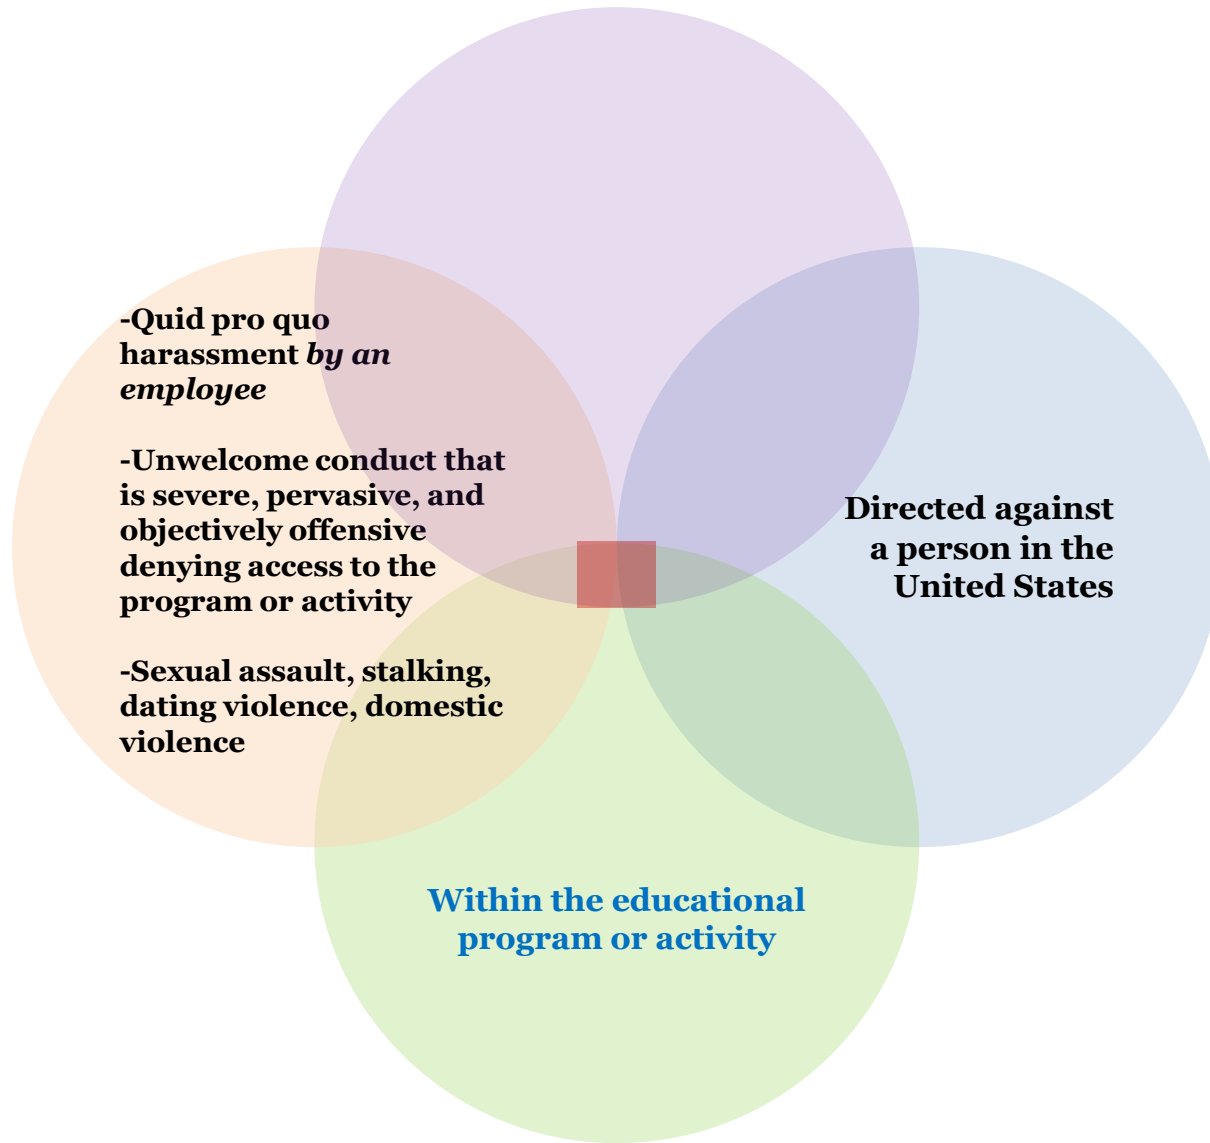 -Quid pro quo
harassment by an
employee
-Unwelcome conduct that
is severe, pervasive, and
objectively offensive
denying access to the
program or activity
-Sexual assault, stalking,
dating violence, domestic
violence
Directed against
a person in the
United States
Within the educational
program or activity